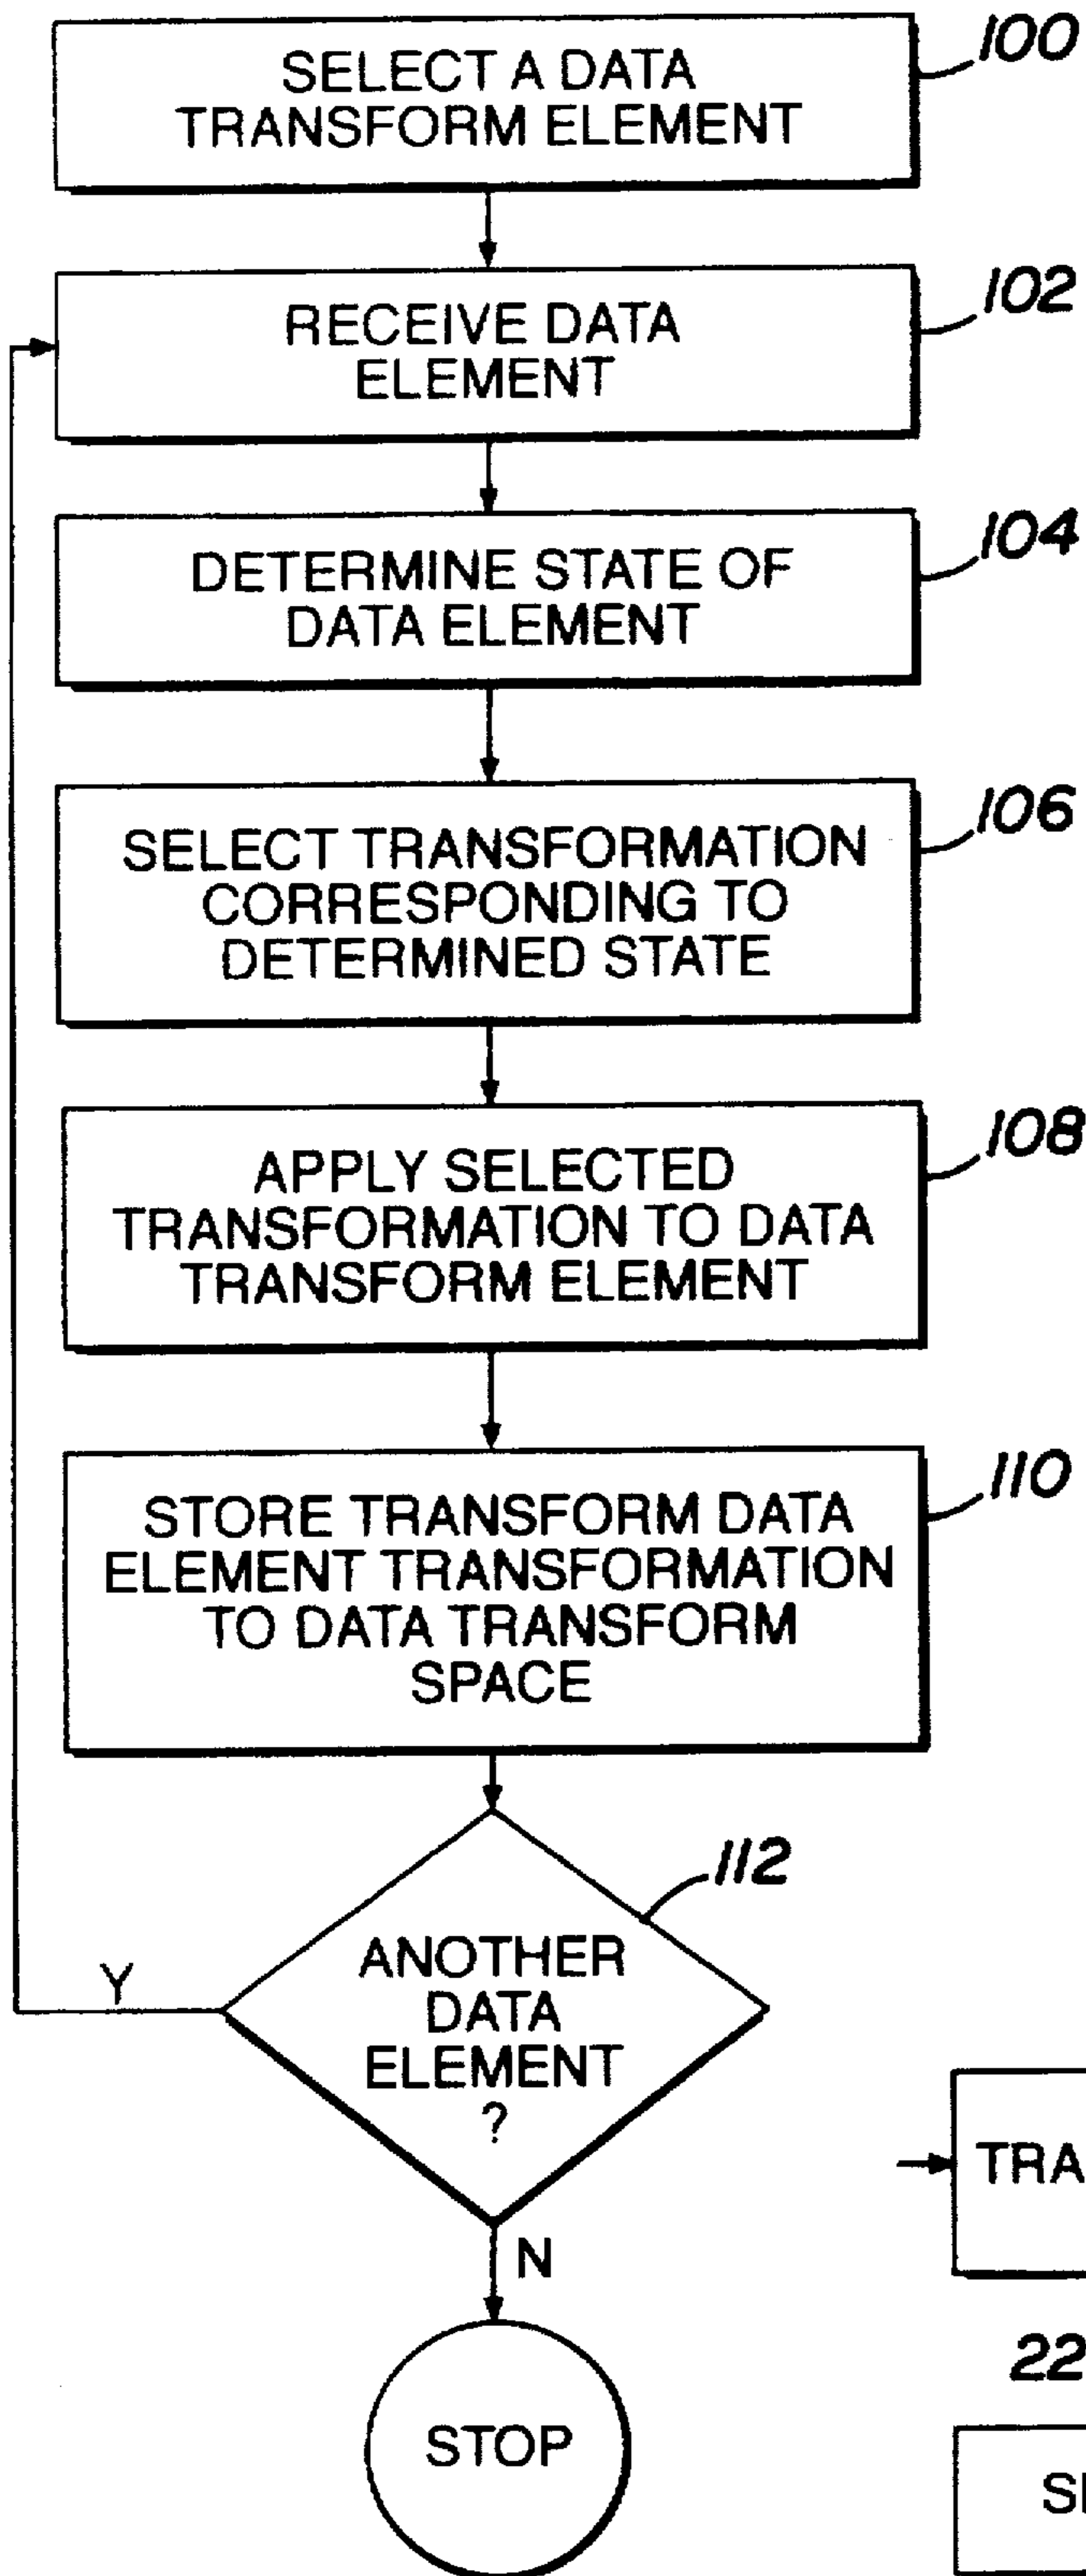 100
SELECT A DATA
TRANSFORM ELEMENT
102
RECEIVE DATA
ELEMENT
104
DETERMINE STATE OF
DATA ELEMENT
106
SELECT TRANSFORMATION
CORRESPONDING TO
DETERMINED STATE
108
APPLY SELECTED
TRANSFORMATION TO DATA
TRANSFORM ELEMENT
110
STORE TRANSFORM DATA
ELEMENT TRANSFORMATION
TO DATA TRANSFORM
SPACE
112
ANOTHER
DATA
ELEMENT
?
Y
N
STOP
22